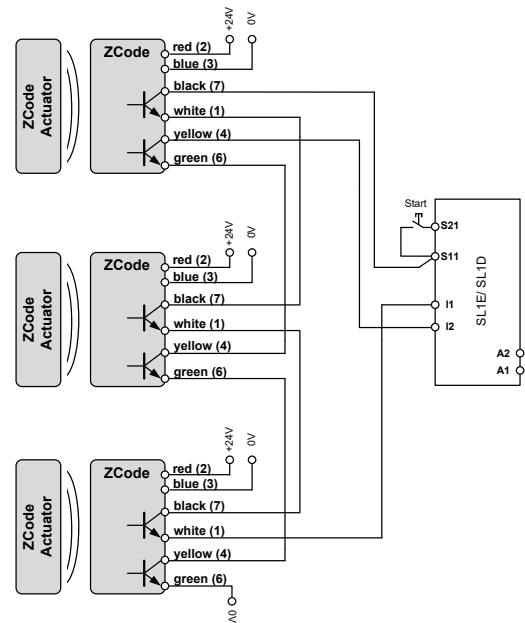 ZCode
Actuator
ZCode
red (2)
blue (3)
black (7)
white (1)
yellow (4)
green (6)
+24V
0V
ZCode
Actuator
ZCode
red (2)
blue (3)
black (7)
white (1)
yellow (4)
green (6)
+24V
0V
ZCode
Actuator
ZCode
red (2)
blue (3)
black (7)
white (1)
yellow (4)
green (6)
+24V
0V
0V
Start
S21
S11
I1
I2
SL1E/ SL1D
A2
A1